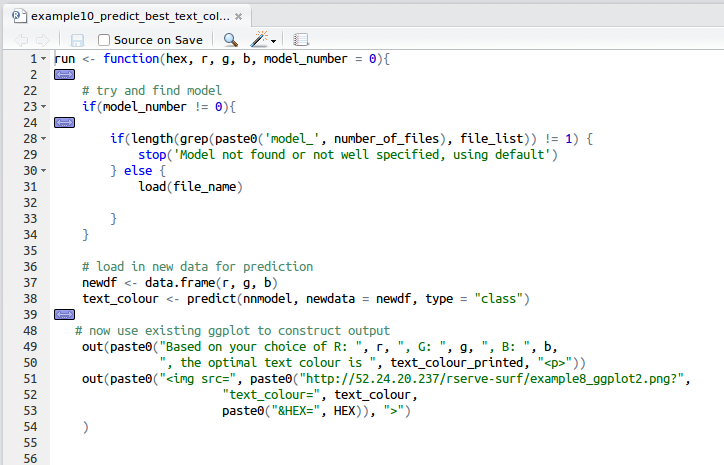 example10_predict_best_text_col...
Source on Save
1 run <- function(hex, r, g, b, model_number = 0){
2
22 # try and find model
23 if(model_number != 0){
24
28 if(length(grep(paste0('model_', number_of_files), file_list)) != 1) {
29 stop('Model not found or not well specified, using default')
30 } else {
31 load(file_name)
32
33 }
34 }
35
36 # load in new data for prediction
37 newdf <- data.frame(r, g, b)
38 text_colour <- predict(nnmodel, newdata = newdf, type = "class")
39
48 # now use existing ggplot to construct output
49 out(paste0("Based on your choice of R: ", r, ", G: ", g, ", B: ", b,
50 ", the optimal text colour is ", text_colour_printed, "<p>"))
51 out(paste0("<img src=", paste0("http://52.24.20.237/rserve-surf/example8_ggplot2.png?",
52 "text_colour=", text_colour,
53 paste0("&HEX=", HEX)), ">")
54 )
55
56